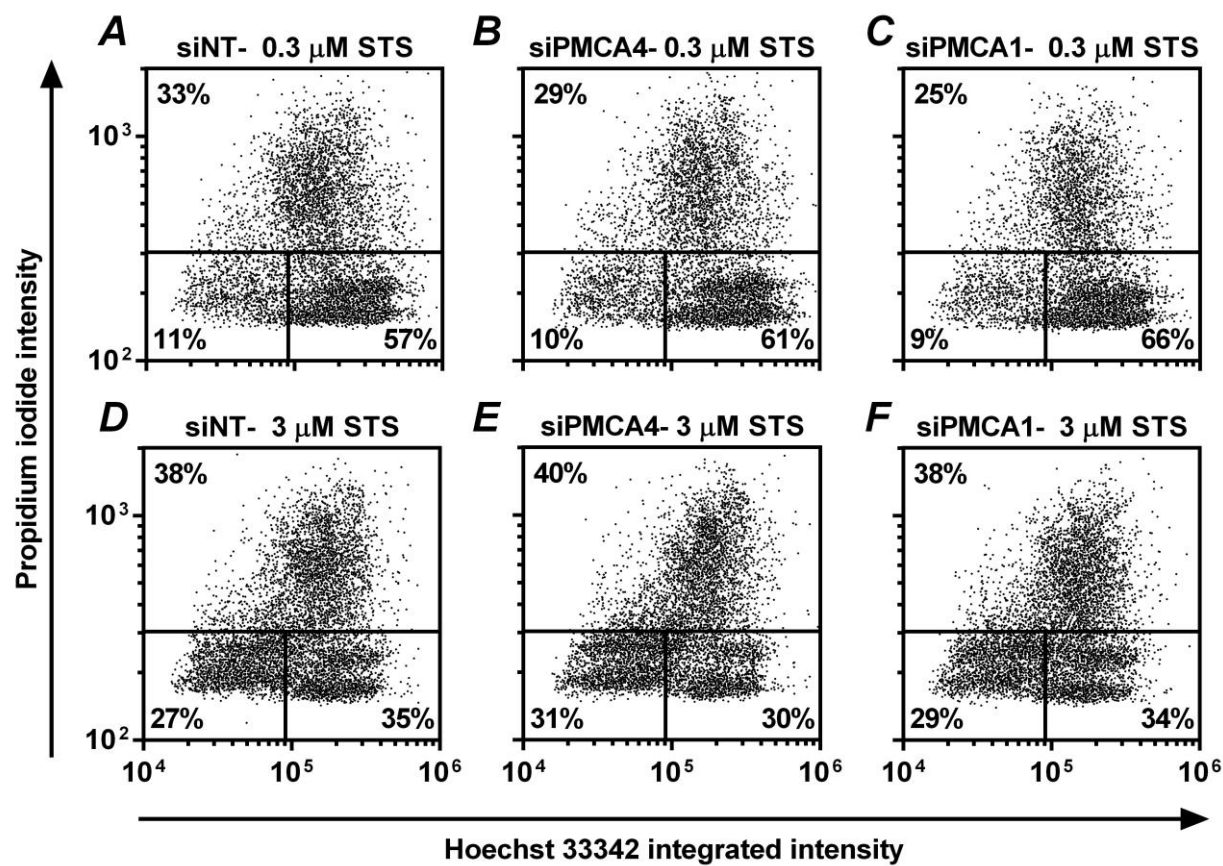 A
siNT- 0.3 μM STS
B
siPMCA4- 0.3 μM STS
C
siPMCA1- 0.3 μM STS
33%
29%
25%
10³
11%
57%
10%
61%
9%
66%
10²
D
siNT- 3 μM STS
E
siPMCA4- 3 μM STS
F
siPMCA1- 3 μM STS
38%
40%
38%
10³
27%
35%
31%
30%
29%
34%
10²
10⁴ 10⁵ 10⁶
10⁴ 10⁵ 10⁶
10⁴ 10⁵ 10⁶
Propidium iodide intensity
Hoechst 33342 integrated intensity